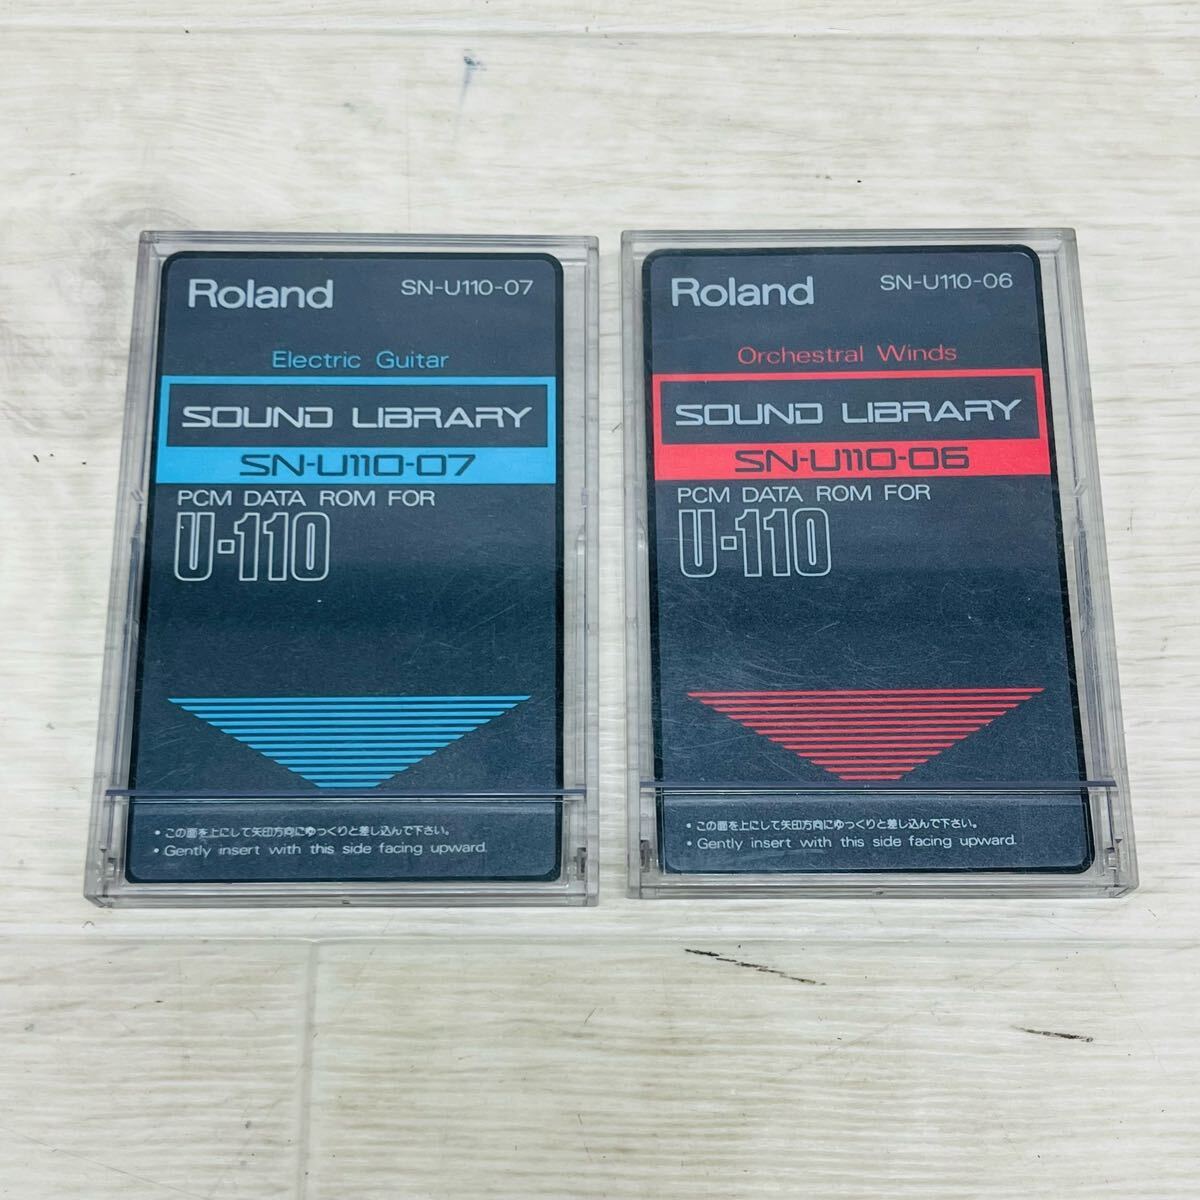 Roland SN-U110-07
Electric Guitar
SOUND LIBRARY
SN-U110-07
PCM DATA ROM FOR
U-110
• この面を上にして矢印方向にゆっくりと差し込んで下さい。
• Gently insert with this side facing upward.
Roland SN-U110-06
Orchestral Winds
SOUND LIBRARY
SN-U110-06
PCM DATA ROM FOR
U-110
• この面を上にして矢印方向にゆっくりと差し込んで下さい。
• Gently insert with this side facing upward.